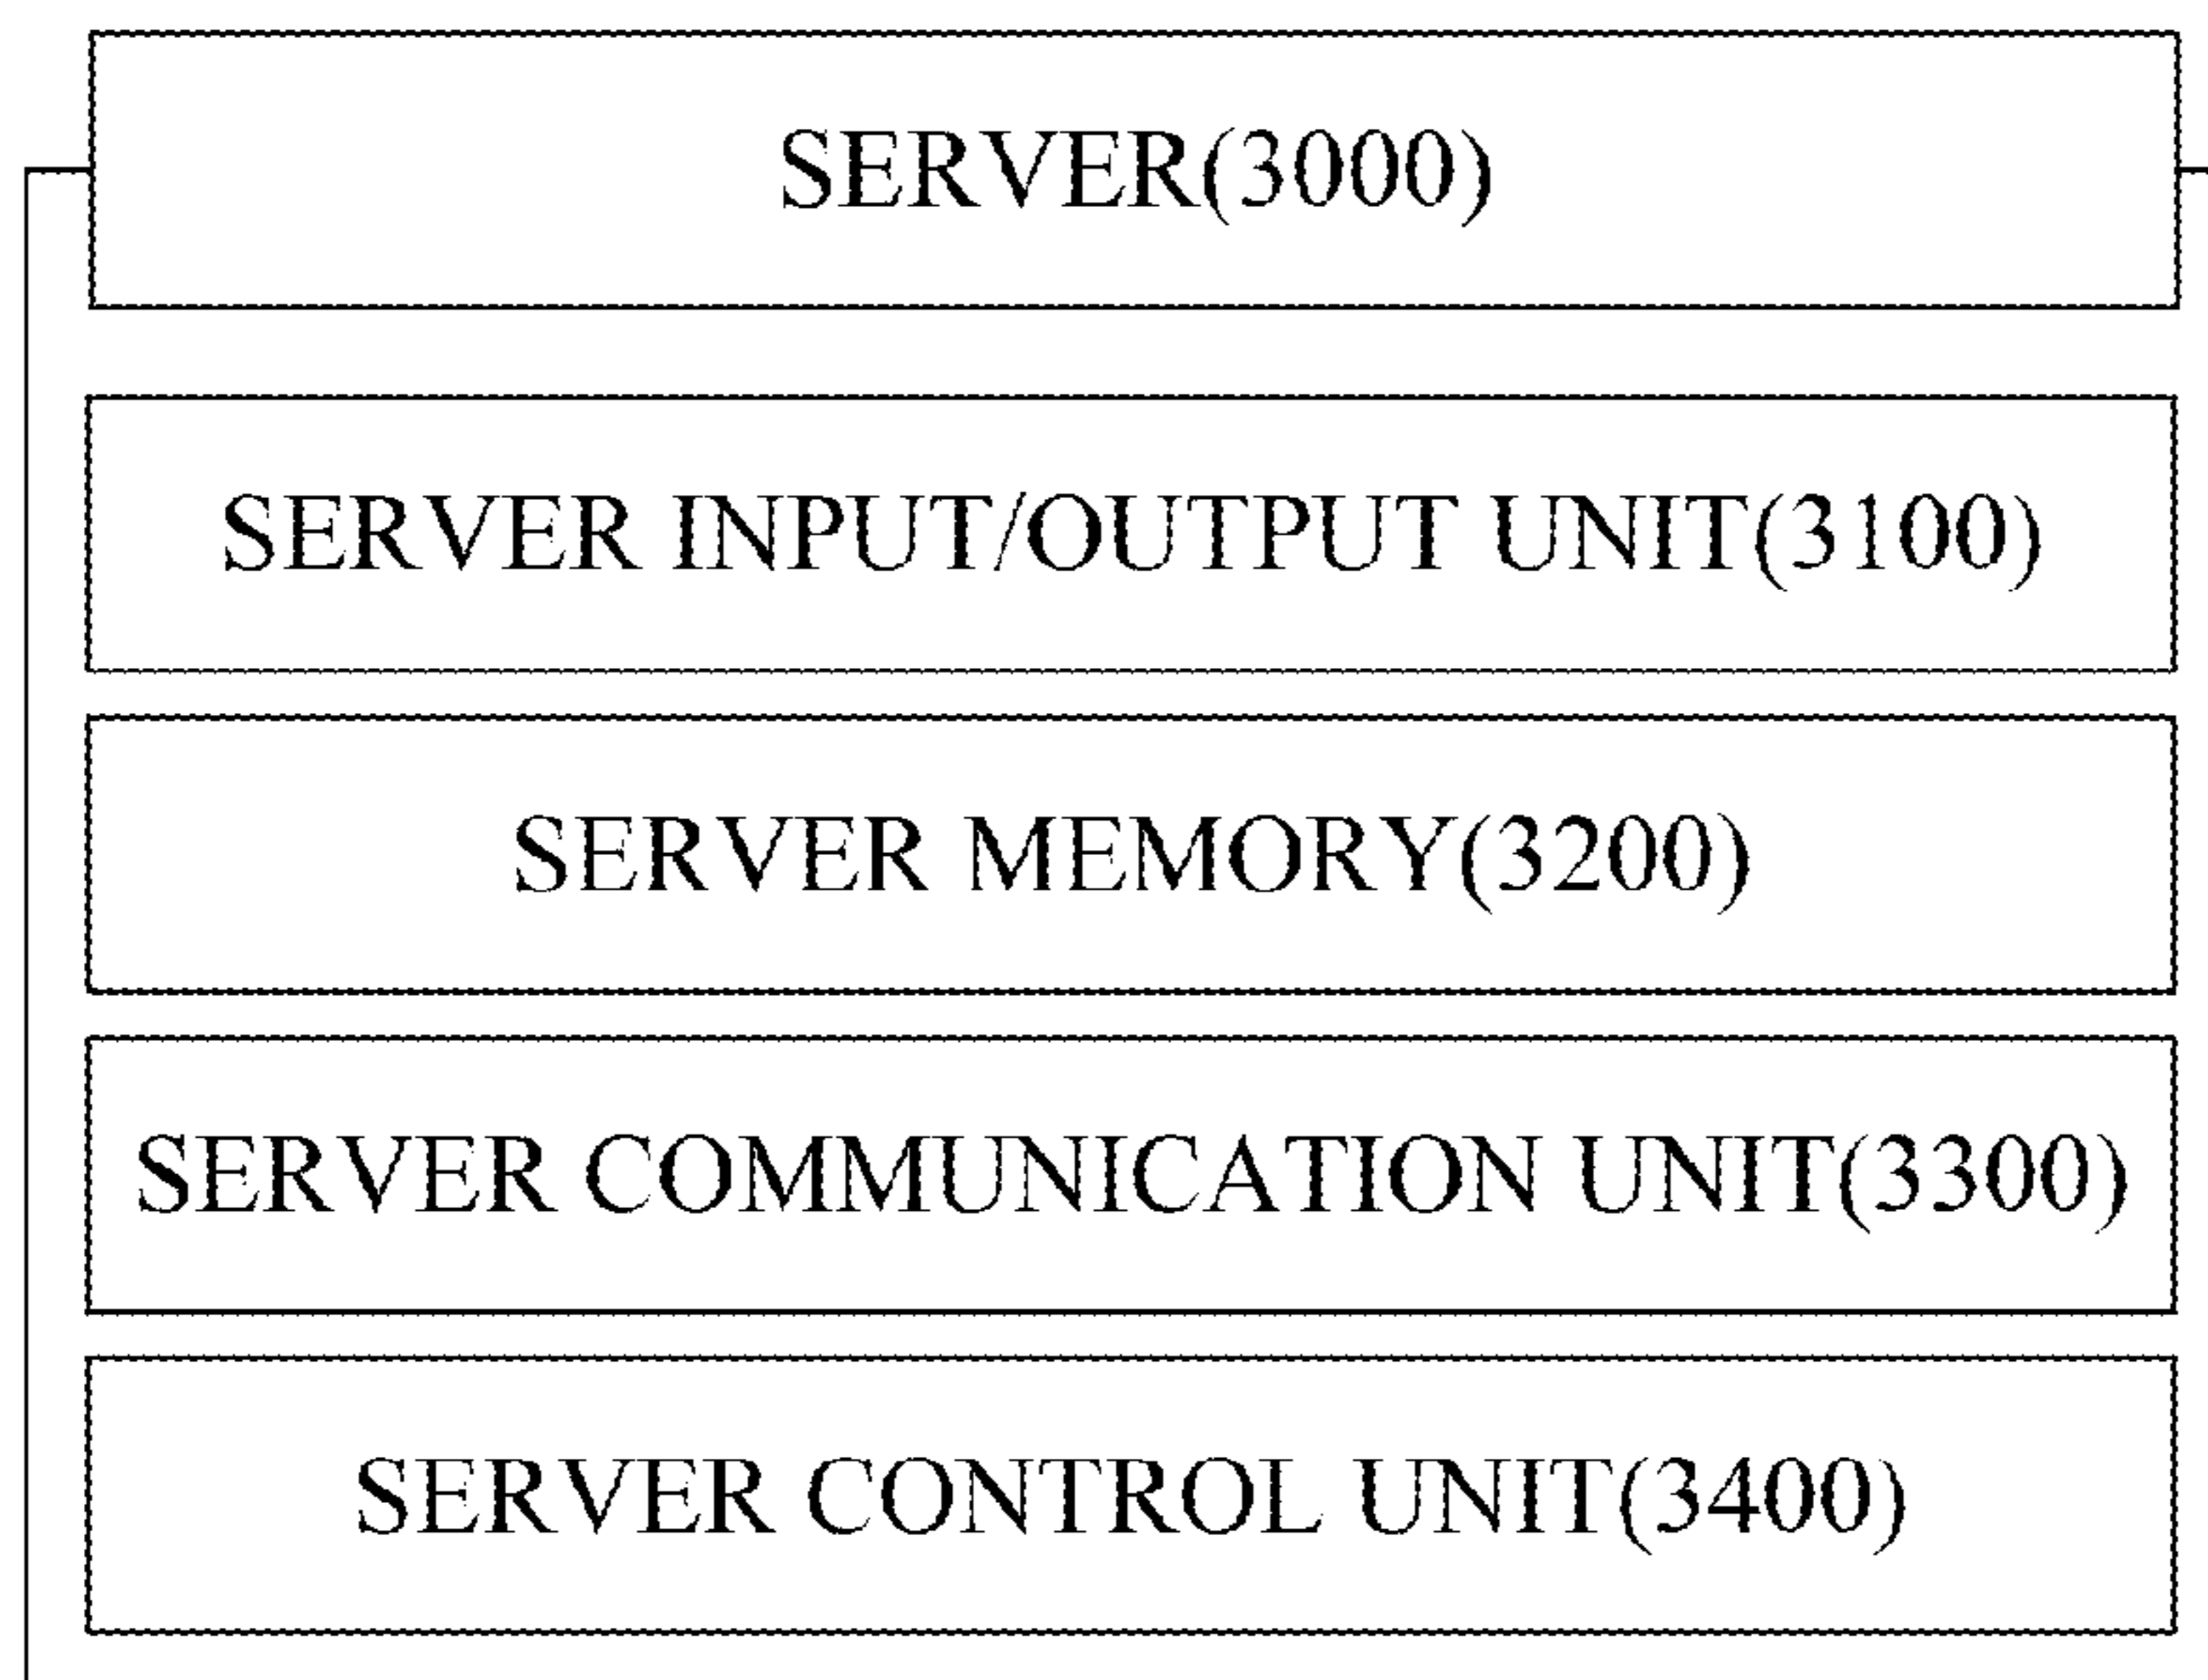 SERVER(3000)
SERVER INPUT/OUTPUT UNIT(3100)
SERVER MEMORY(3200)
SERVER COMMUNICATION UNIT(3300)
SERVER CONTROL UNIT(3400)